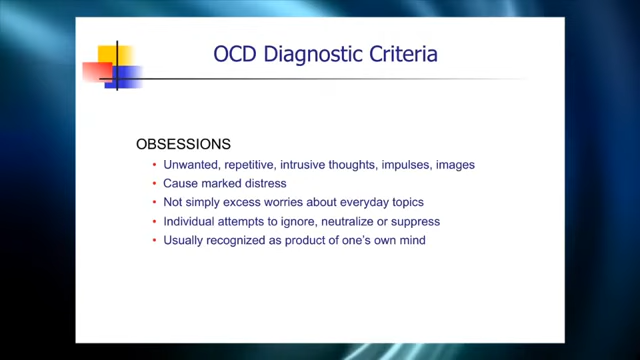 OCD Diagnostic Criteria
OBSESSIONS
• Unwanted, repetitive, intrusive thoughts, impulses, images
• Cause marked distress
• Not simply excess worries about everyday topics
• Individual attempts to ignore, neutralize or suppress
• Usually recognized as product of one's own mind